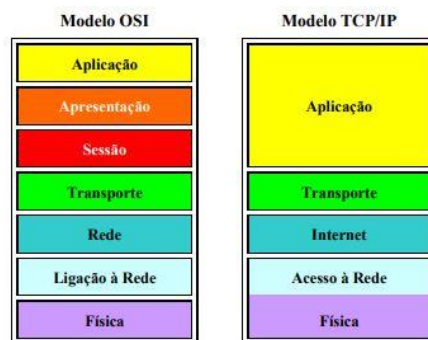 Modelo OSI
Aplicação
Apresentação
Sessão
Transporte
Rede
Ligação à Rede
Física
Modelo TCP/IP
Aplicação
Transporte
Internet
Acesso à Rede
Física